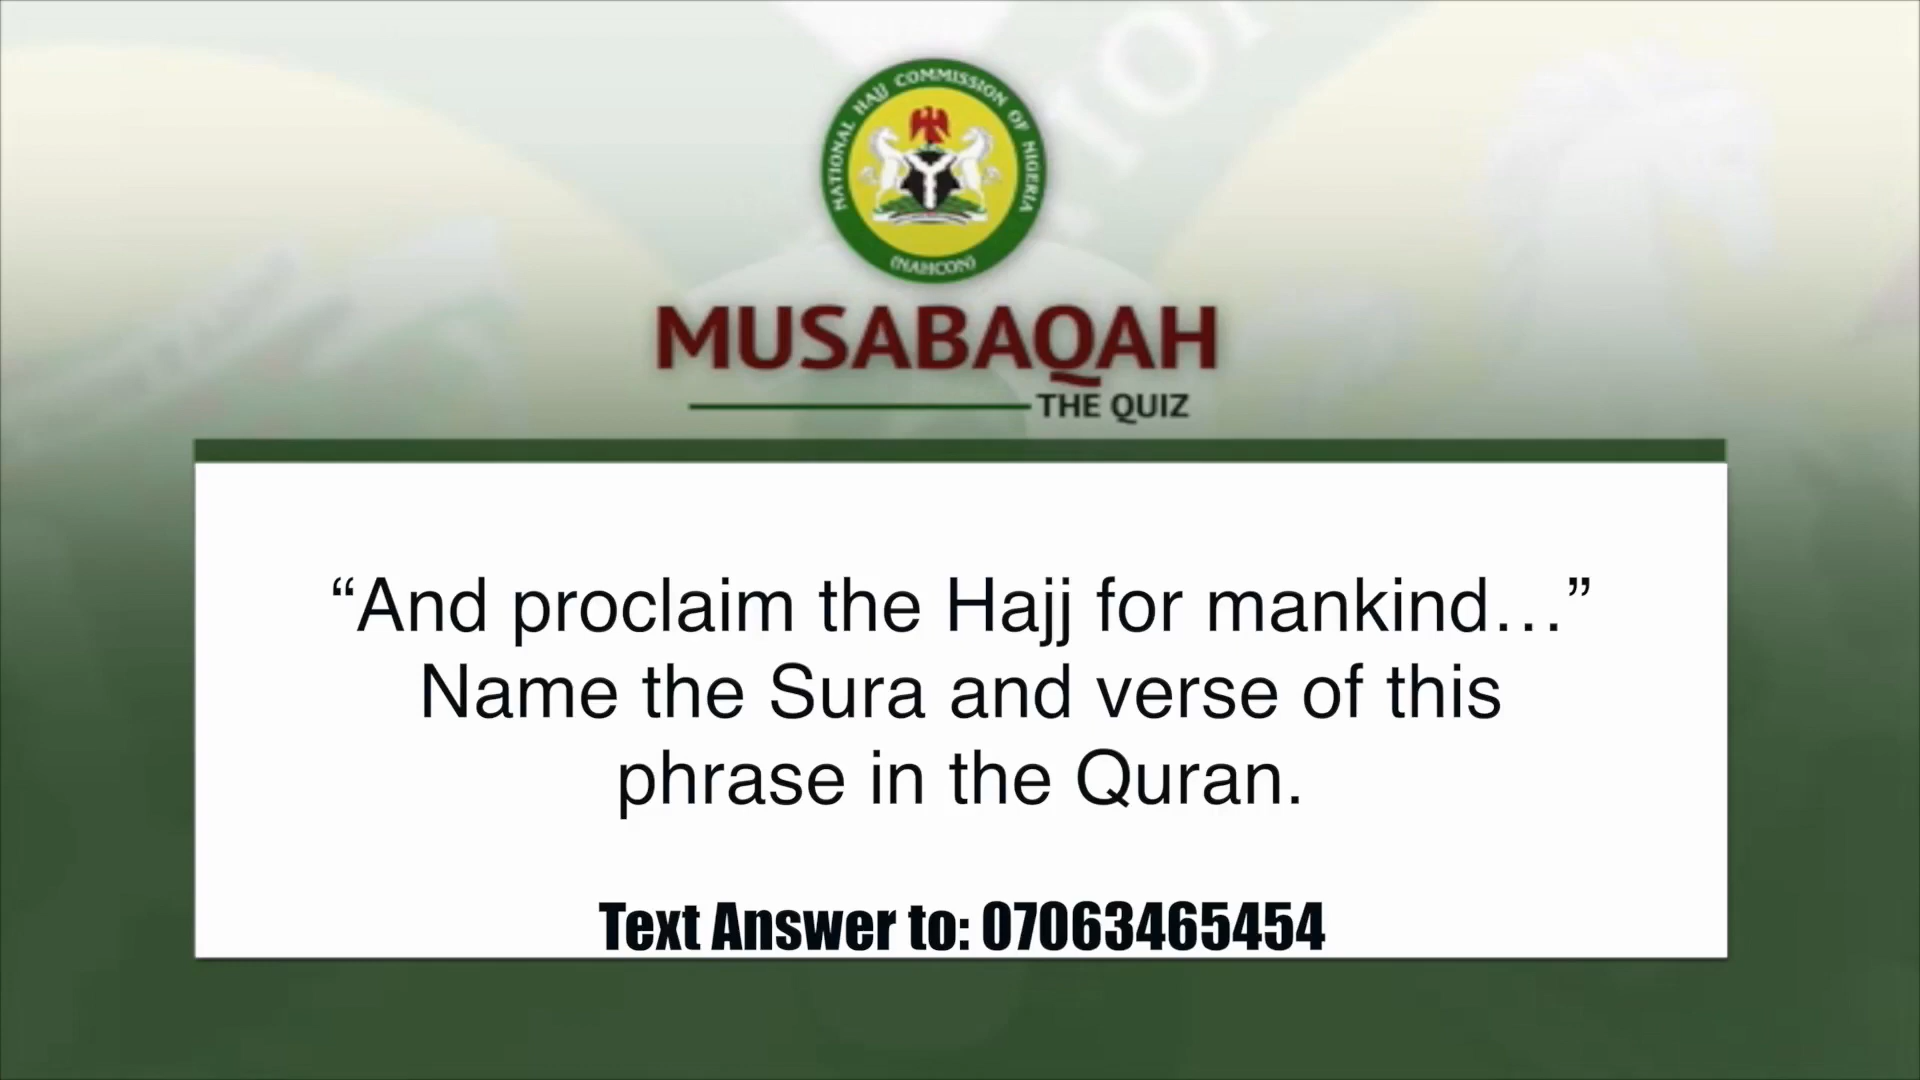 NATIONAL HAJJ COMMISSION OF NIGERIA
(NAHCON)
MUSABAQAH
THE QUIZ
“And proclaim the Hajj for mankind…”
Name the Sura and verse of this
phrase in the Quran.
Text Answer to: 07063465454